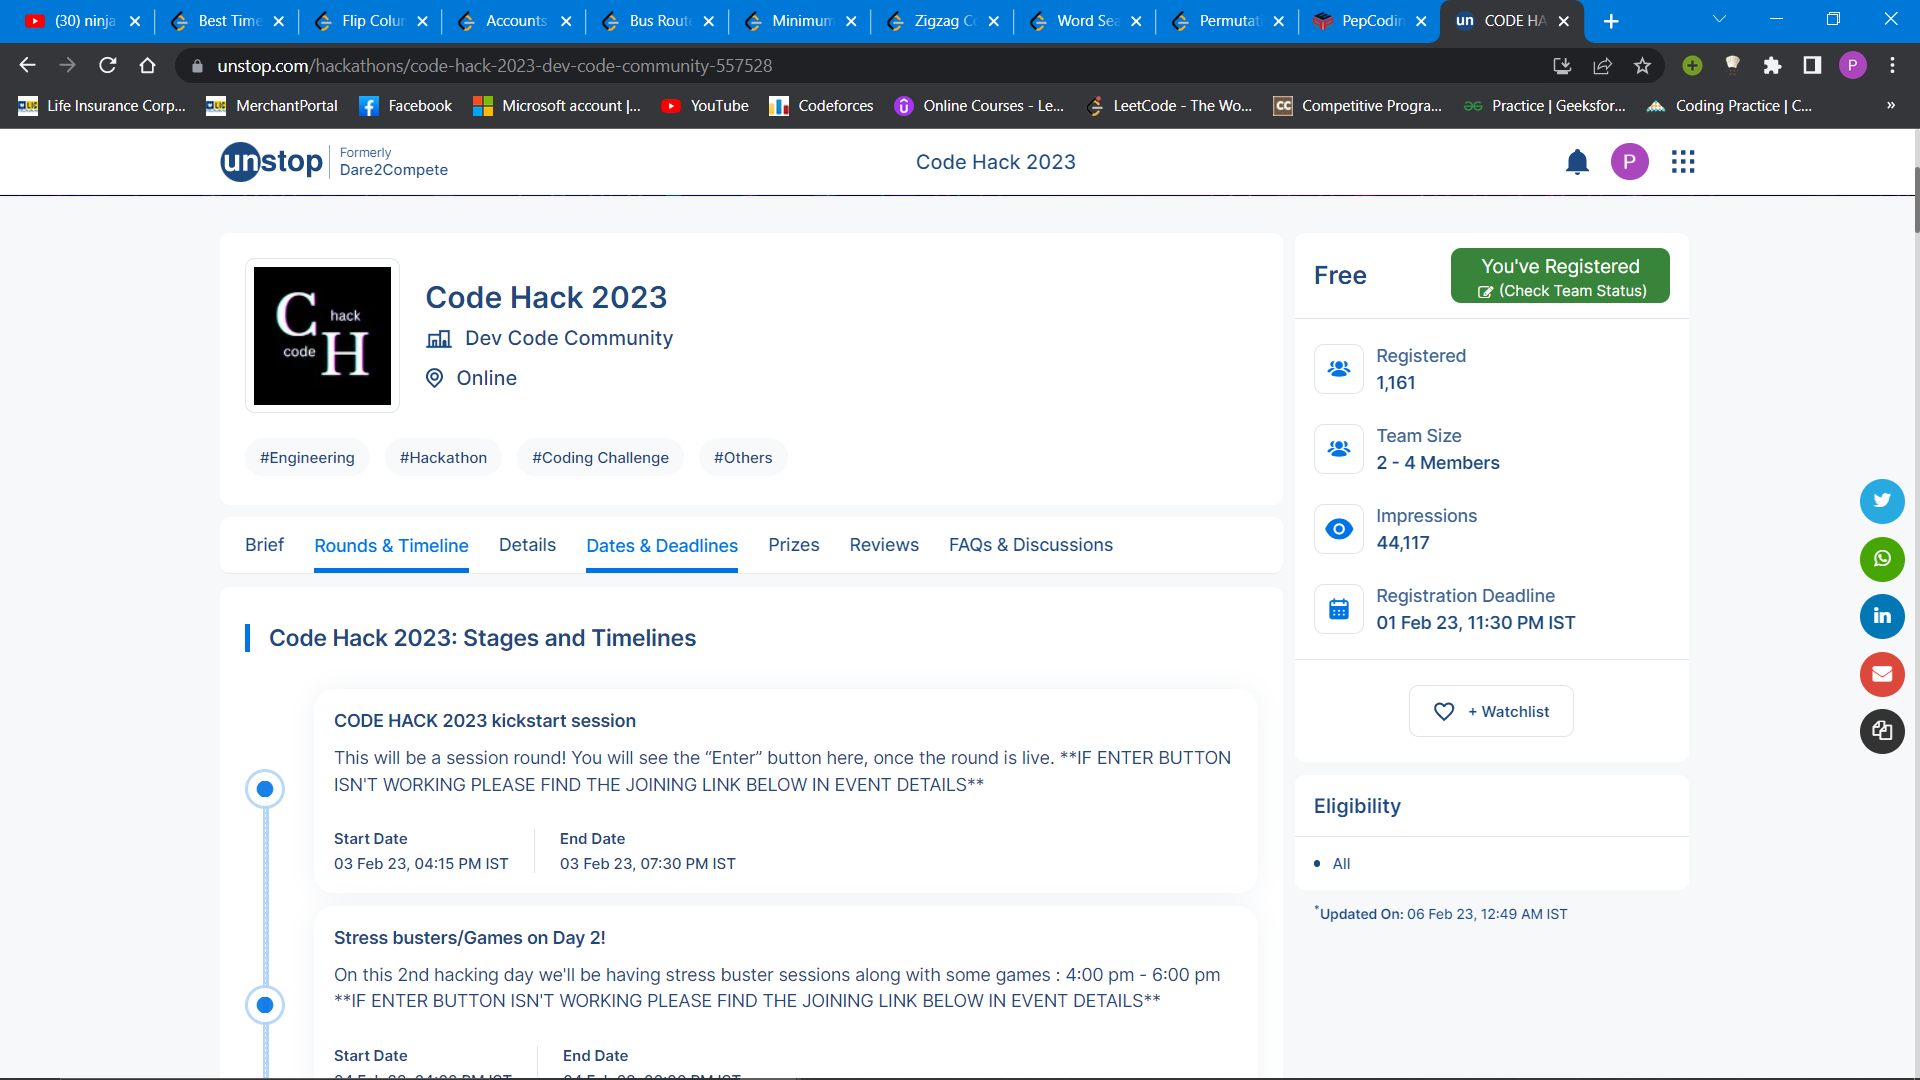 (30) ninja
Best Time
Flip Colu
Accounts
Bus Rout
Minimum
Zigzag Co
Word Sea
Permutat
PepCodin
un CODE HA
unstop.com/hackathons/code-hack-2023-dev-code-community-557528
P
Life Insurance Corp...
MerchantPortal
Facebook
Microsoft account |...
YouTube
Codeforces
Online Courses - Le...
LeetCode - The Wo...
CC Competitive Progra...
Practice | Geeksfor...
Coding Practice | C...
»
unstop
Formerly
Dare2Compete
Code Hack 2023
P
C hack
code H
Code Hack 2023
Dev Code Community
Online
#Engineering
#Hackathon
#Coding Challenge
#Others
Free
You've Registered
(Check Team Status)
Registered
1,161
Team Size
2 - 4 Members
Impressions
44,117
Registration Deadline
01 Feb 23, 11:30 PM IST
+ Watchlist
Eligibility
All
*Updated On: 06 Feb 23, 12:49 AM IST
Brief
Rounds & Timeline
Details
Dates & Deadlines
Prizes
Reviews
FAQs & Discussions
Code Hack 2023: Stages and Timelines
CODE HACK 2023 kickstart session
This will be a session round! You will see the “Enter” button here, once the round is live. **IF ENTER BUTTON
ISN'T WORKING PLEASE FIND THE JOINING LINK BELOW IN EVENT DETAILS**
Start Date
03 Feb 23, 04:15 PM IST
End Date
03 Feb 23, 07:30 PM IST
Stress busters/Games on Day 2!
On this 2nd hacking day we'll be having stress buster sessions along with some games : 4:00 pm - 6:00 pm
**IF ENTER BUTTON ISN'T WORKING PLEASE FIND THE JOINING LINK BELOW IN EVENT DETAILS**
Start Date
End Date